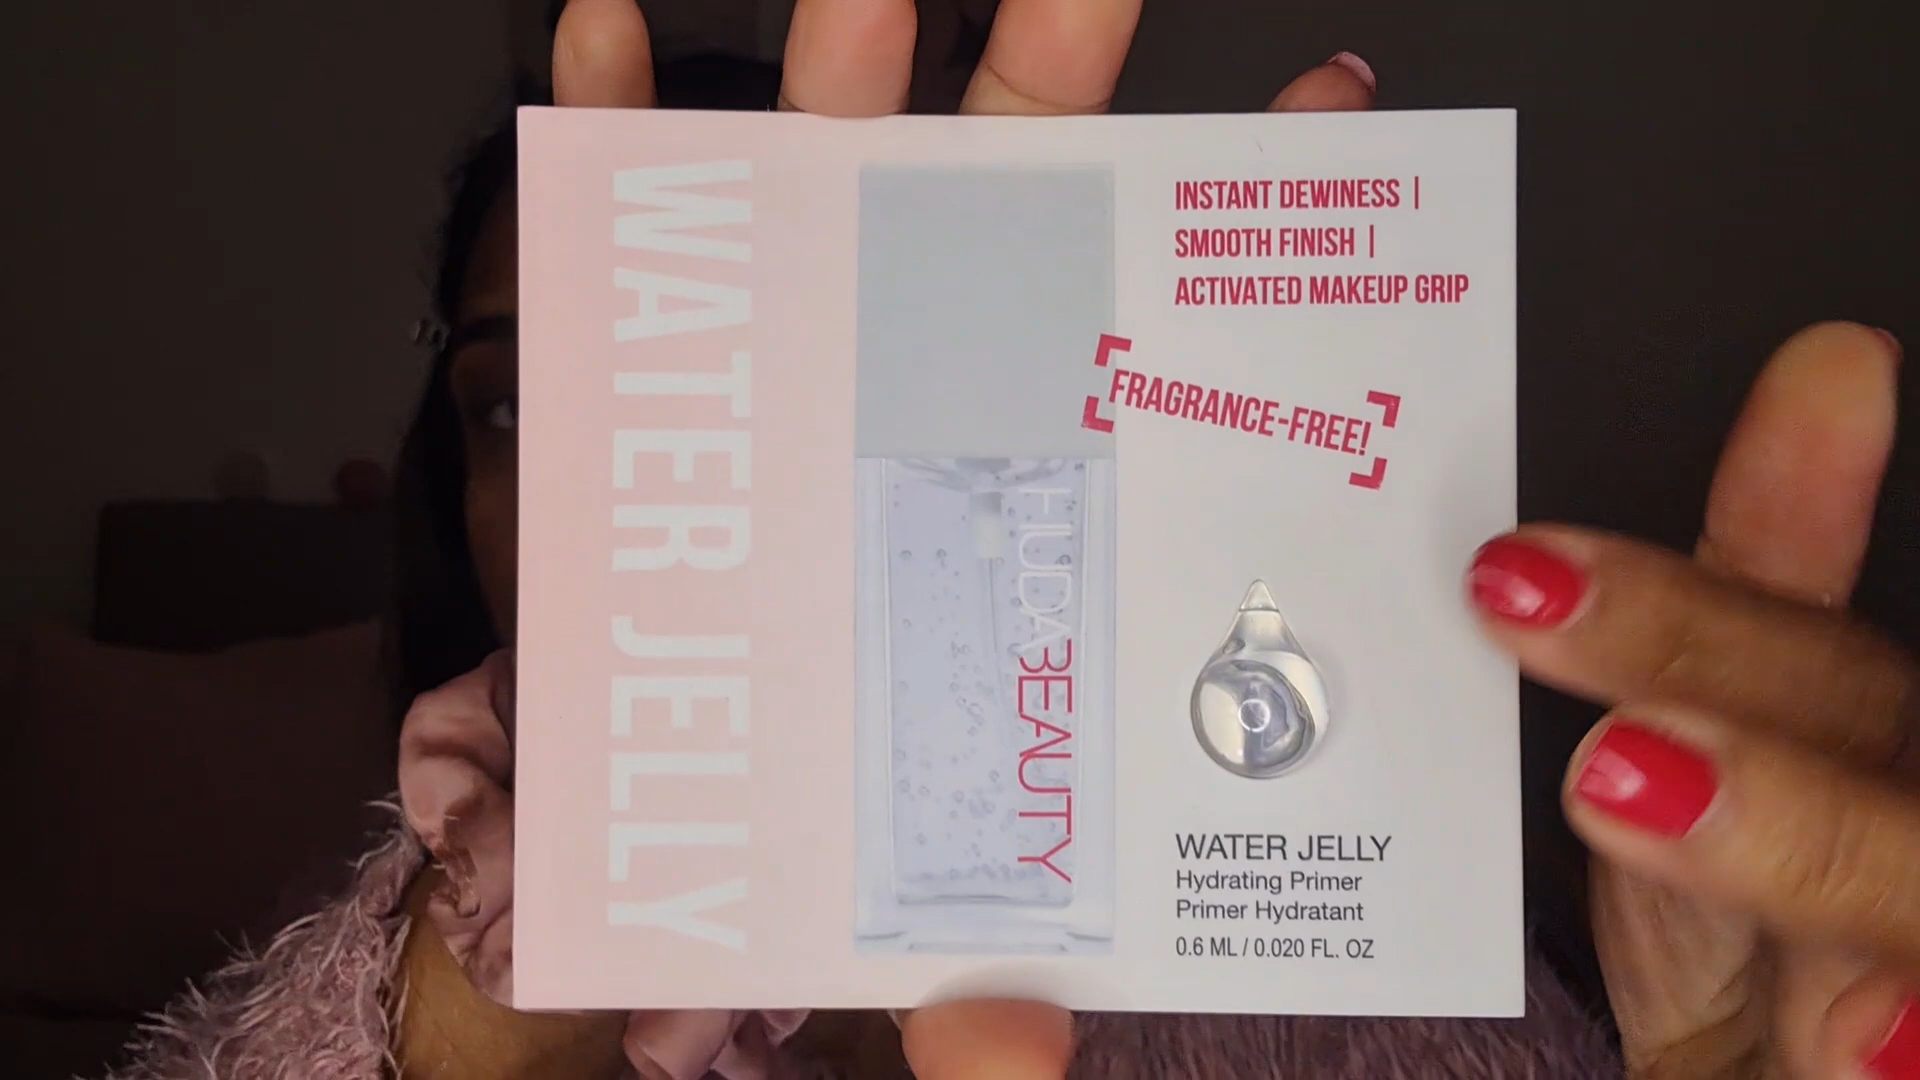 WATER JELLY
HUDABEAUTY
INSTANT DEWINESS |
SMOOTH FINISH |
ACTIVATED MAKEUP GRIP
FRAGRANCE-FREE!
WATER JELLY
Hydrating Primer
Primer Hydratant
0.6 ML / 0.020 FL. OZ